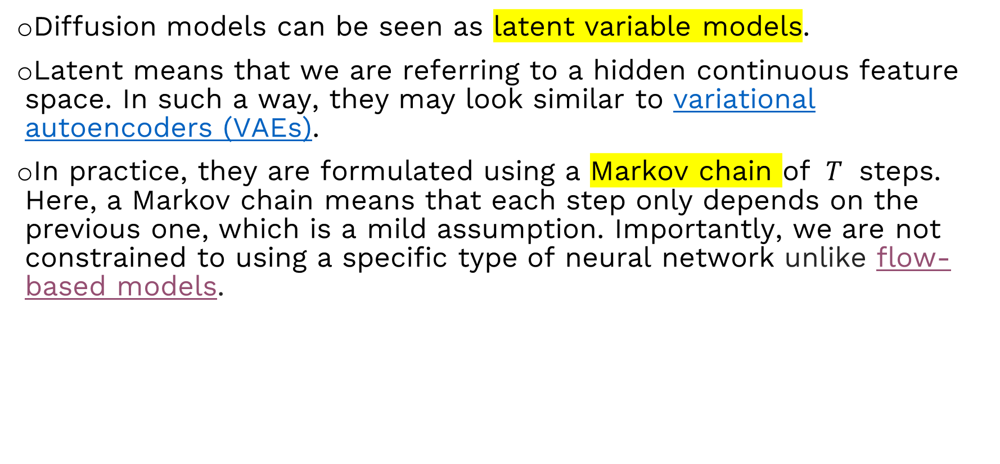 ○Diffusion models can be seen as latent variable models.
○Latent means that we are referring to a hidden continuous feature
space. In such a way, they may look similar to variational
autoencoders (VAEs).
○In practice, they are formulated using a Markov chain of T steps.
Here, a Markov chain means that each step only depends on the
previous one, which is a mild assumption. Importantly, we are not
constrained to using a specific type of neural network unlike flow-
based models.